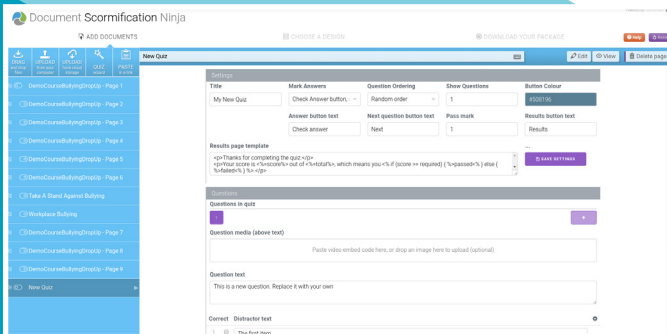 Document Scormification Ninja
ADD DOCUMENTS
CHOOSE A DESIGN
DOWNLOAD YOUR PACKAGE
Help
DRAG
UPLOAD
UPLOAD
QUIZ
PASTE
New Quiz
Edit
View
Delete page
DemoCourseBullyingDropUp - Page 1
DemoCourseBullyingDropUp - Page 2
DemoCourseBullyingDropUp - Page 3
DemoCourseBullyingDropUp - Page 4
DemoCourseBullyingDropUp - Page 5
DemoCourseBullyingDropUp - Page 6
Take A Stand Against Bullying
Workplace Bullying
DemoCourseBullyingDropUp - Page 7
DemoCourseBullyingDropUp - Page 8
DemoCourseBullyingDropUp - Page 9
New Quiz
Settings
Title Mark Answers Question Ordering Show Questions Button Colour
My New Quiz Check Answer button, Random order 1 #508196
Answer button text Next question button text Pass mark Results button text
Check answer Next 1 Results
Results page template ...
<p>Thanks for completing the quiz.</p>
<p>Your score is <%=score%> out of <%=total%>, which means you <% if (score >= required) { %>passed<% } else {
%>failed<% } %>.</p>
SAVE SETTINGS
Questions
Questions in quiz
+
Question media (above text)
Paste video embed code here, or drop an image here to upload (optional)
Question text
This is a new question. Replace it with your own
Correct Distractor text
The first item